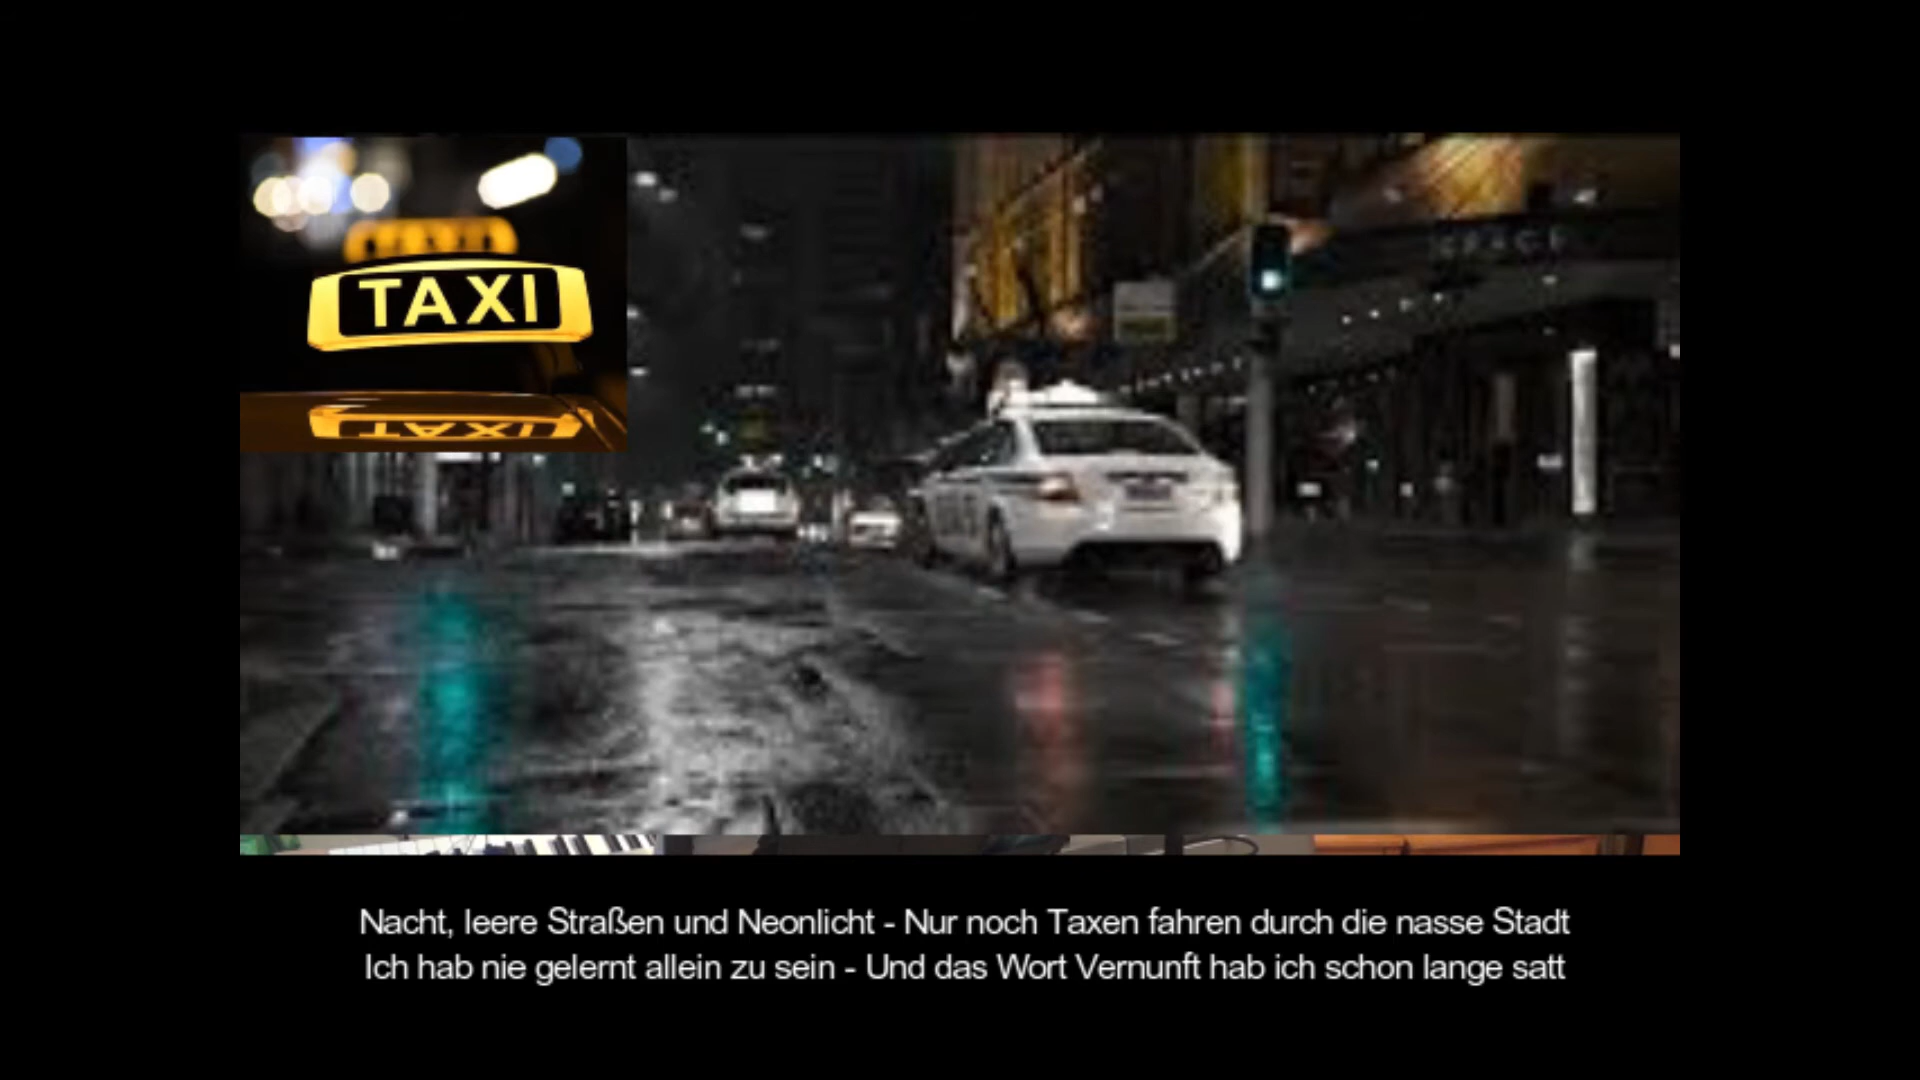 TAXI
Nacht, leere Straßen und Neonlicht - Nur noch Taxen fahren durch die nasse Stadt
Ich hab nie gelernt allein zu sein - Und das Wort Vernunft hab ich schon lange satt